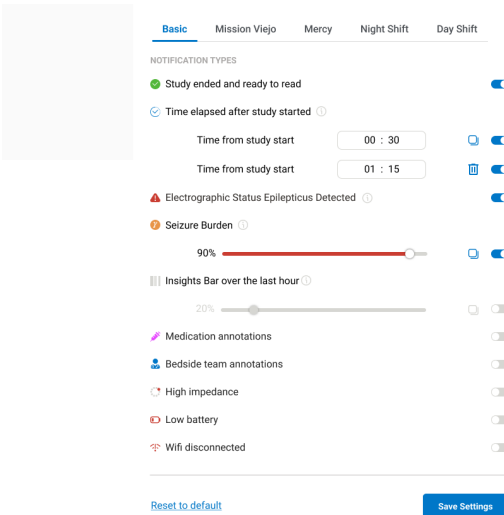 Basic Mission Viejo Mercy Night Shift Day Shift
NOTIFICATION TYPES
Study ended and ready to read
Time elapsed after study started
Time from study start 00 : 30
Time from study start 01 : 15
Electrographic Status Epilepticus Detected
Seizure Burden
90%
Insights Bar over the last hour
20%
Medication annotations
Bedside team annotations
High impedance
Low battery
Wifi disconnected
Reset to default Save Settings